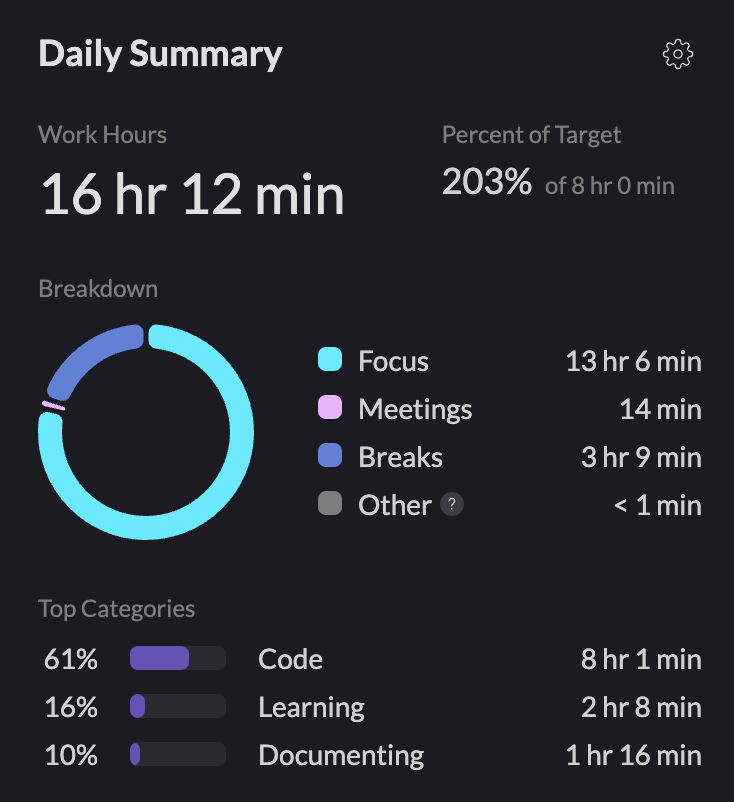 Daily Summary
Work Hours
16 hr 12 min
Percent of Target
203% of 8 hr 0 min
Breakdown
Focus 13 hr 6 min
Meetings 14 min
Breaks 3 hr 9 min
Other ? < 1 min
Top Categories
61% Code 8 hr 1 min
16% Learning 2 hr 8 min
10% Documenting 1 hr 16 min